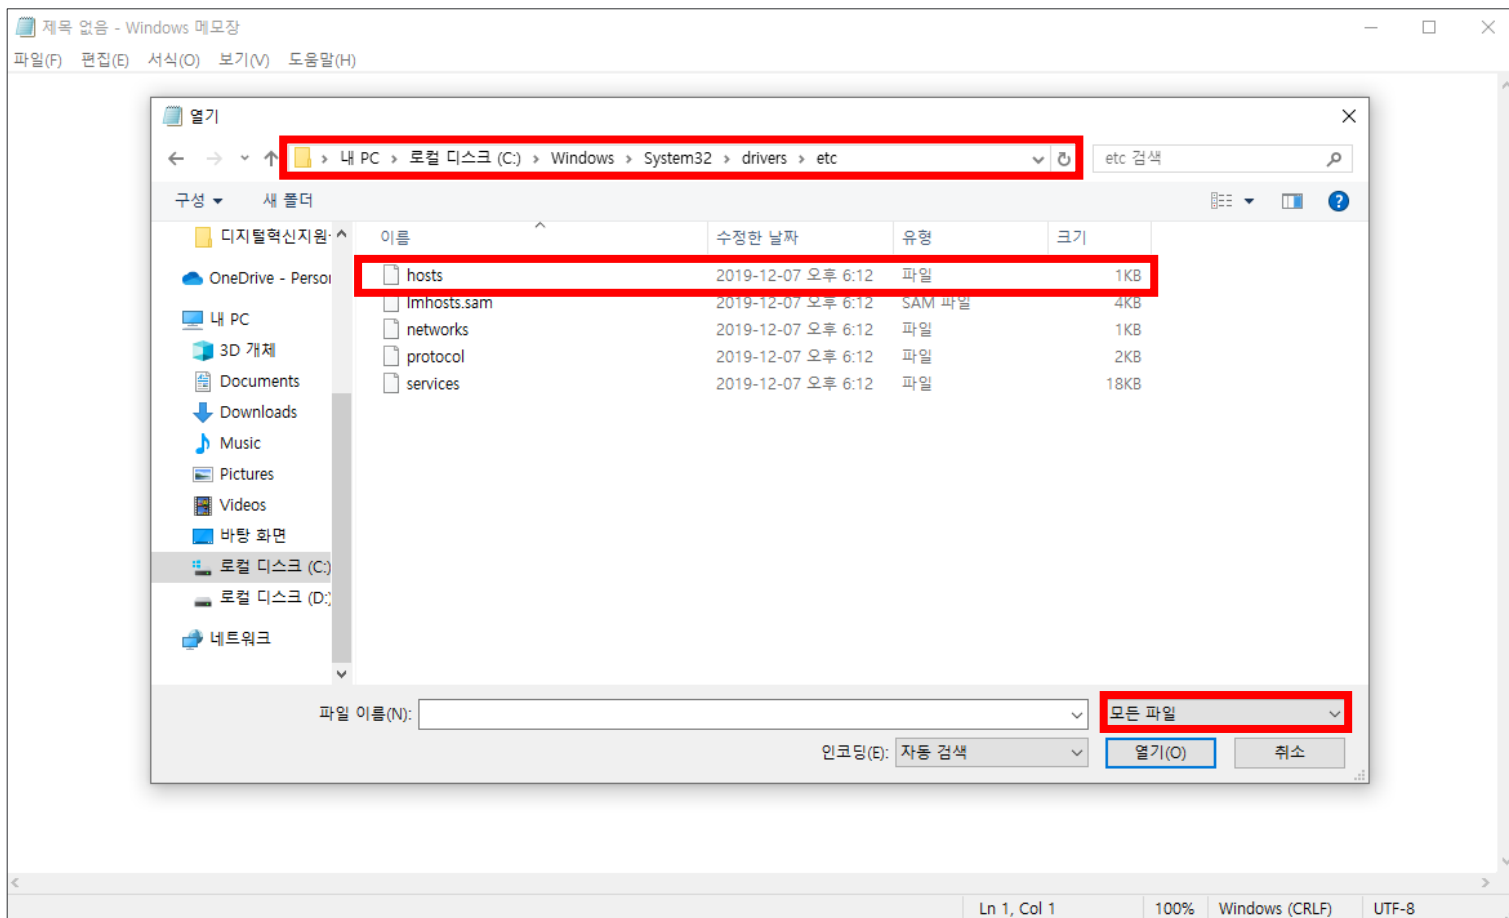 제목 없음 - Windows 메모장
파일(F) 편집(E) 서식(O) 보기(V) 도움말(H)
열기
내 PC › 로컬 디스크 (C:) › Windows › System32 › drivers › etc
etc 검색
구성 새 폴더
디지털혁신지원
이름 수정한 날짜 유형 크기
hosts 2019-12-07 오후 6:12 파일 1KB
OneDrive - Person
lmhosts.sam 2019-12-07 오후 6:12 SAM 파일 4KB
내 PC
networks 2019-12-07 오후 6:12 파일 1KB
3D 개체
protocol 2019-12-07 오후 6:12 파일 2KB
Documents
services 2019-12-07 오후 6:12 파일 18KB
Downloads
Music
Pictures
Videos
바탕 화면
로컬 디스크 (C:)
로컬 디스크 (D:)
네트워크
파일 이름(N): 모든 파일
인코딩(E): 자동 검색 열기(O) 취소
Ln 1, Col 1 100% Windows (CRLF) UTF-8